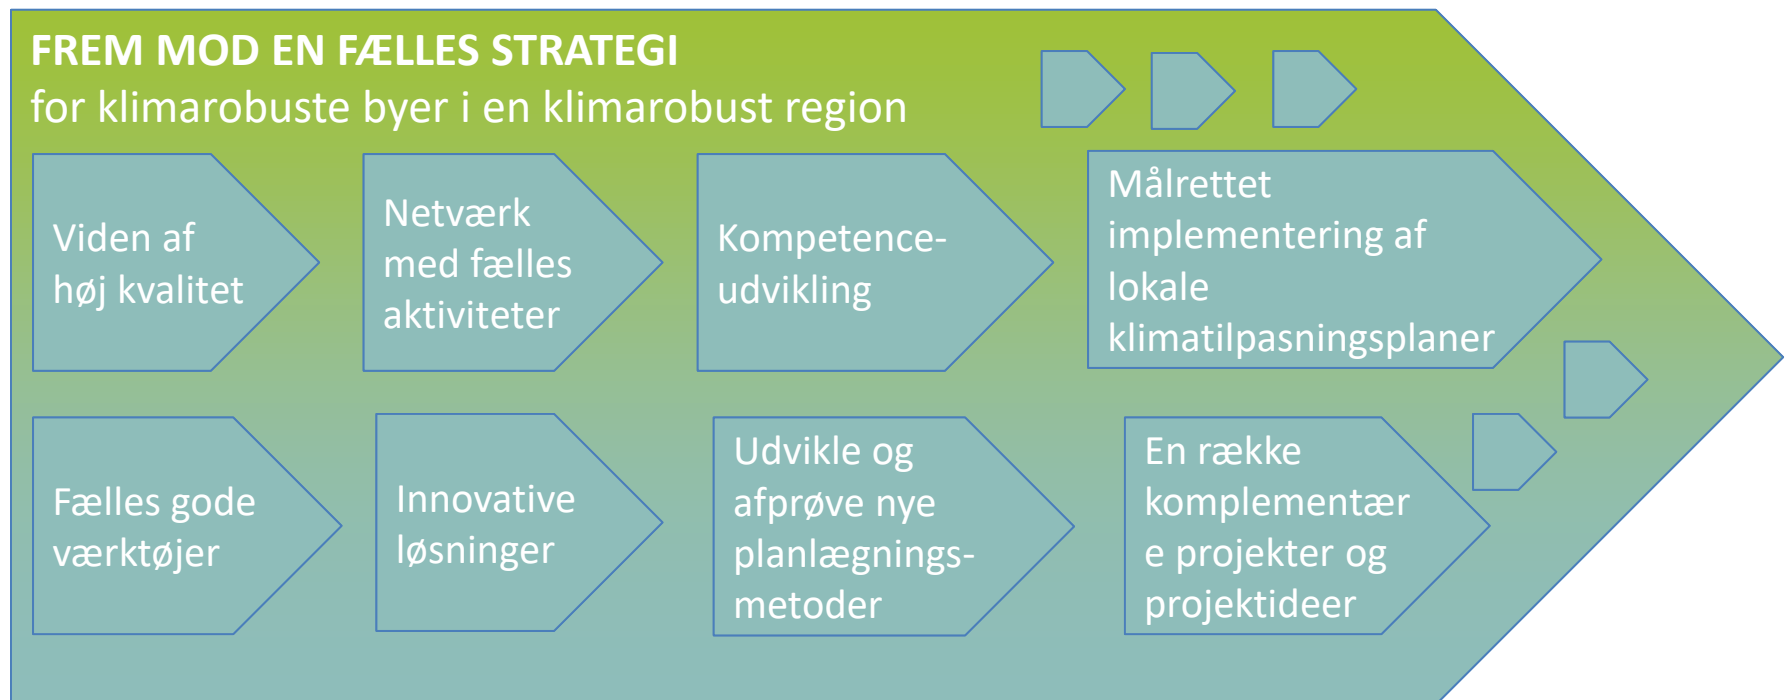 FREM MOD EN FÆLLES STRATEGI
for klimarobuste byer i en klimarobust region
Viden af
høj kvalitet
Netværk
med fælles
aktiviteter
Kompetence-
udvikling
Målrettet
implementering af
lokale
klimatilpasningsplaner
Fælles gode
værktøjer
Innovative
løsninger
Udvikle og
afprøve nye
planlægnings-
metoder
En række
komplementær
e projekter og
projektideer